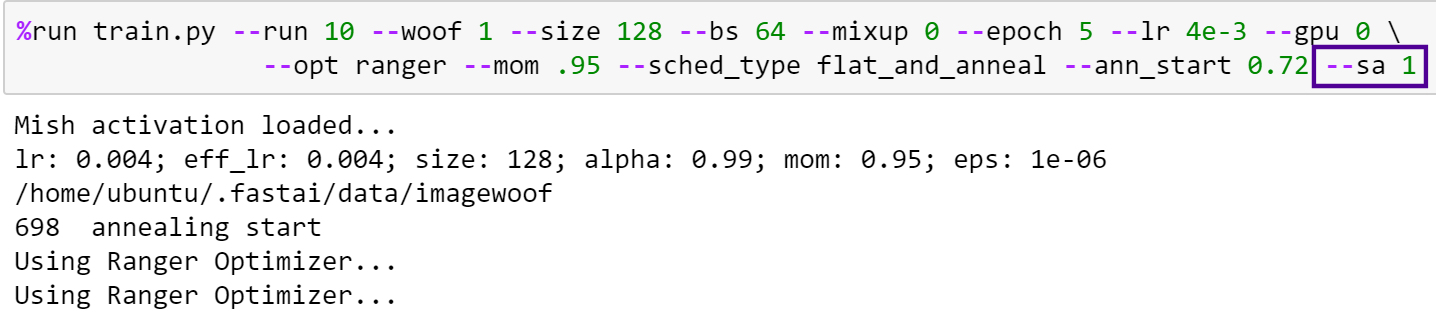 %run train.py --run 10 --woof 1 --size 128 --bs 64 --mixup 0 --epoch 5 --lr 4e-3 --gpu 0 \
--opt ranger --mom .95 --sched_type flat_and_anneal --ann_start 0.72 --sa 1
Mish activation loaded...
lr: 0.004; eff_lr: 0.004; size: 128; alpha: 0.99; mom: 0.95; eps: 1e-06
/home/ubuntu/.fastai/data/imagewoof
698  annealing start
Using Ranger Optimizer...
Using Ranger Optimizer...